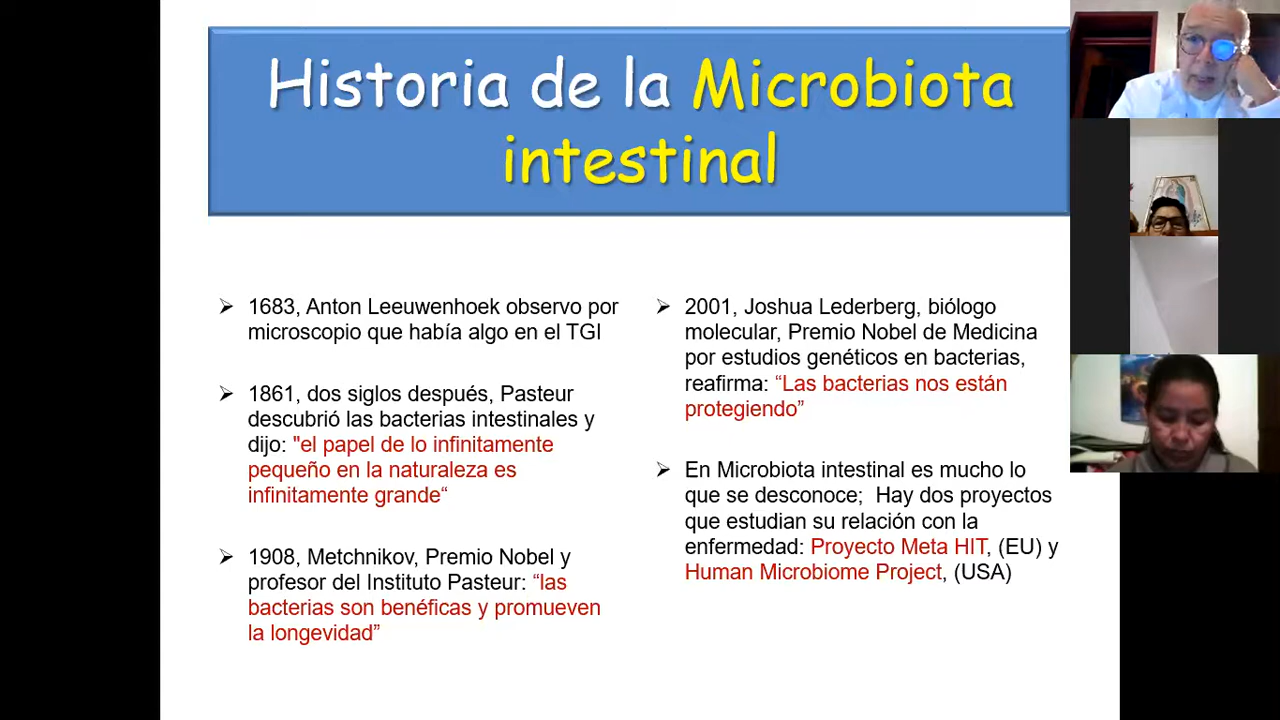 Historia de la Microbiota
intestinal
➢ 1683, Anton Leeuwenhoek observo por
microscopio que había algo en el TGI
➢ 1861, dos siglos después, Pasteur
descubrió las bacterias intestinales y
dijo: "el papel de lo infinitamente
pequeño en la naturaleza es
infinitamente grande“
➢ 1908, Metchnikov, Premio Nobel y
profesor del Instituto Pasteur: “las
bacterias son benéficas y promueven
la longevidad”
➢ 2001, Joshua Lederberg, biólogo
molecular, Premio Nobel de Medicina
por estudios genéticos en bacterias,
reafirma: “Las bacterias nos están
protegiendo”
➢ En Microbiota intestinal es mucho lo
que se desconoce; Hay dos proyectos
que estudian su relación con la
enfermedad: Proyecto Meta HIT, (EU) y
Human Microbiome Project, (USA)